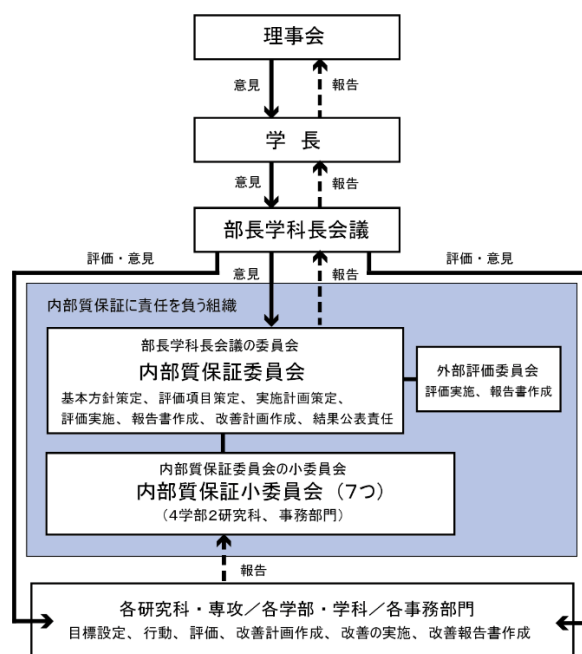 理事会
意見
報告
学 長
意見
報告
部長学科長会議
評価・意見
意見
報告
評価・意見
内部質保証に責任を負う組織
部長学科長会議の委員会
内部質保証委員会
基本方針策定、評価項目策定、実施計画策定、
評価実施、報告書作成、改善計画作成、結果公表責任
外部評価委員会
評価実施、報告書作成
内部質保証委員会の小委員会
内部質保証小委員会（7つ）
（4学部2研究科、事務部門）
報告
各研究科・専攻／各学部・学科／各事務部門
目標設定、行動、評価、改善計画作成、改善の実施、改善報告書作成